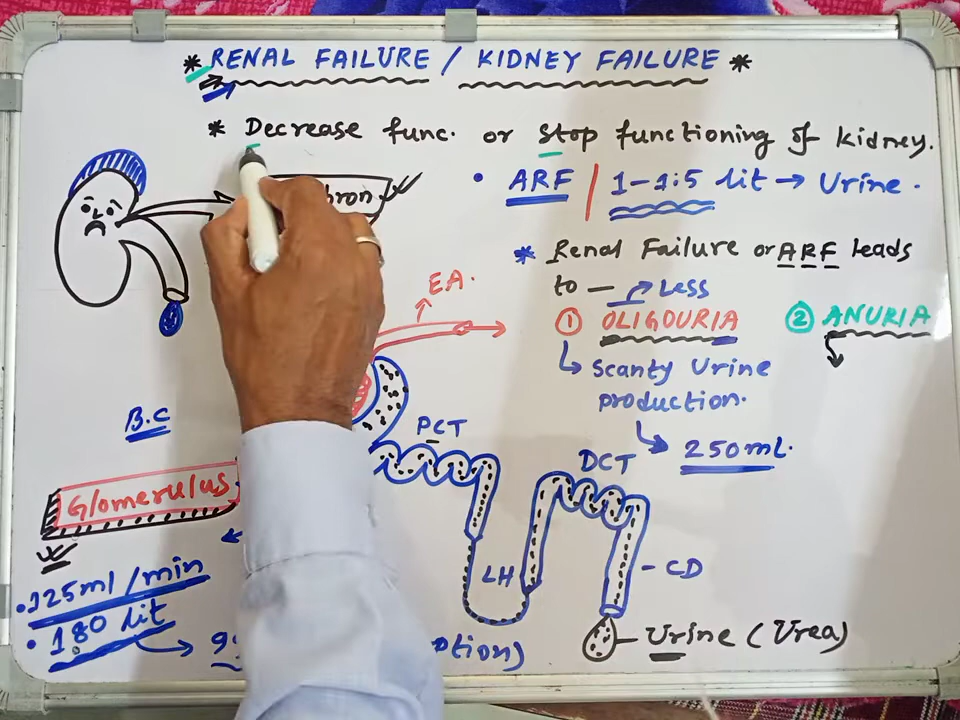 * RENAL FAILURE / KIDNEY FAILURE *
* Decrease func. or stop functioning of kidney.
• ARF / 1-1.5 lit → Urine.
* Renal Failure or ARF leads
to —
→ Less
① OLIGOURIA
② ANURIA
Scanty Urine
production.
250 mL.
EA.
B.C
PCT
DCT
LH
- CD
Glomerulus
• 125ml/min
• 180 lit
Urine (Urea)